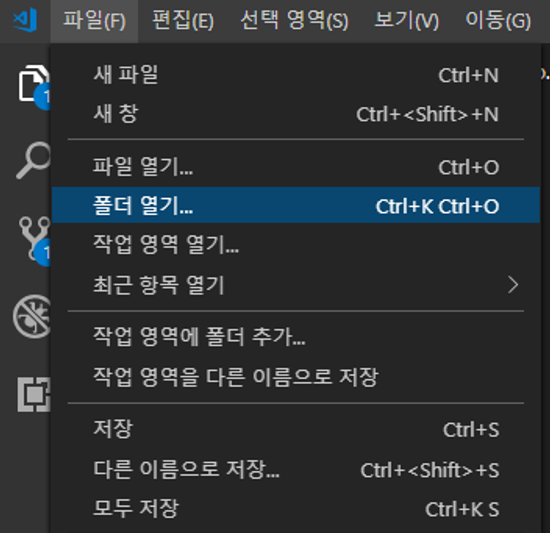 파일(F) 편집(E) 선택 영역(S) 보기(V) 이동(G)
새 파일 Ctrl+N
새 창 Ctrl+<Shift>+N
파일 열기... Ctrl+O
폴더 열기... Ctrl+K Ctrl+O
작업 영역 열기...
최근 항목 열기
작업 영역에 폴더 추가...
작업 영역을 다른 이름으로 저장
저장 Ctrl+S
다른 이름으로 저장... Ctrl+<Shift>+S
모두 저장 Ctrl+K S
1
1